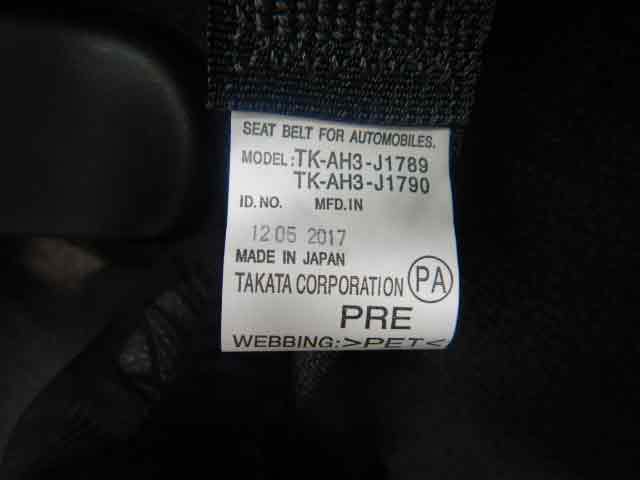 SEAT BELT FOR AUTOMOBILES.
MODEL:TK-AH3-J1789
TK-AH3-J1790
ID.NO. MFD.IN
12 05 2017
MADE IN JAPAN
TAKATA CORPORATION PA
PRE
WEBBING:>PET<